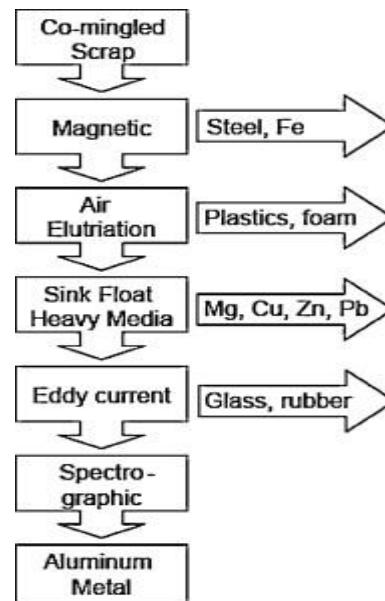 Co-mingled
Scrap
Magnetic
Steel, Fe
Air
Elutriation
Plastics, foam
Sink Float
Heavy Media
Mg, Cu, Zn, Pb
Eddy current
Glass, rubber
Spectro-
graphic
Aluminum
Metal